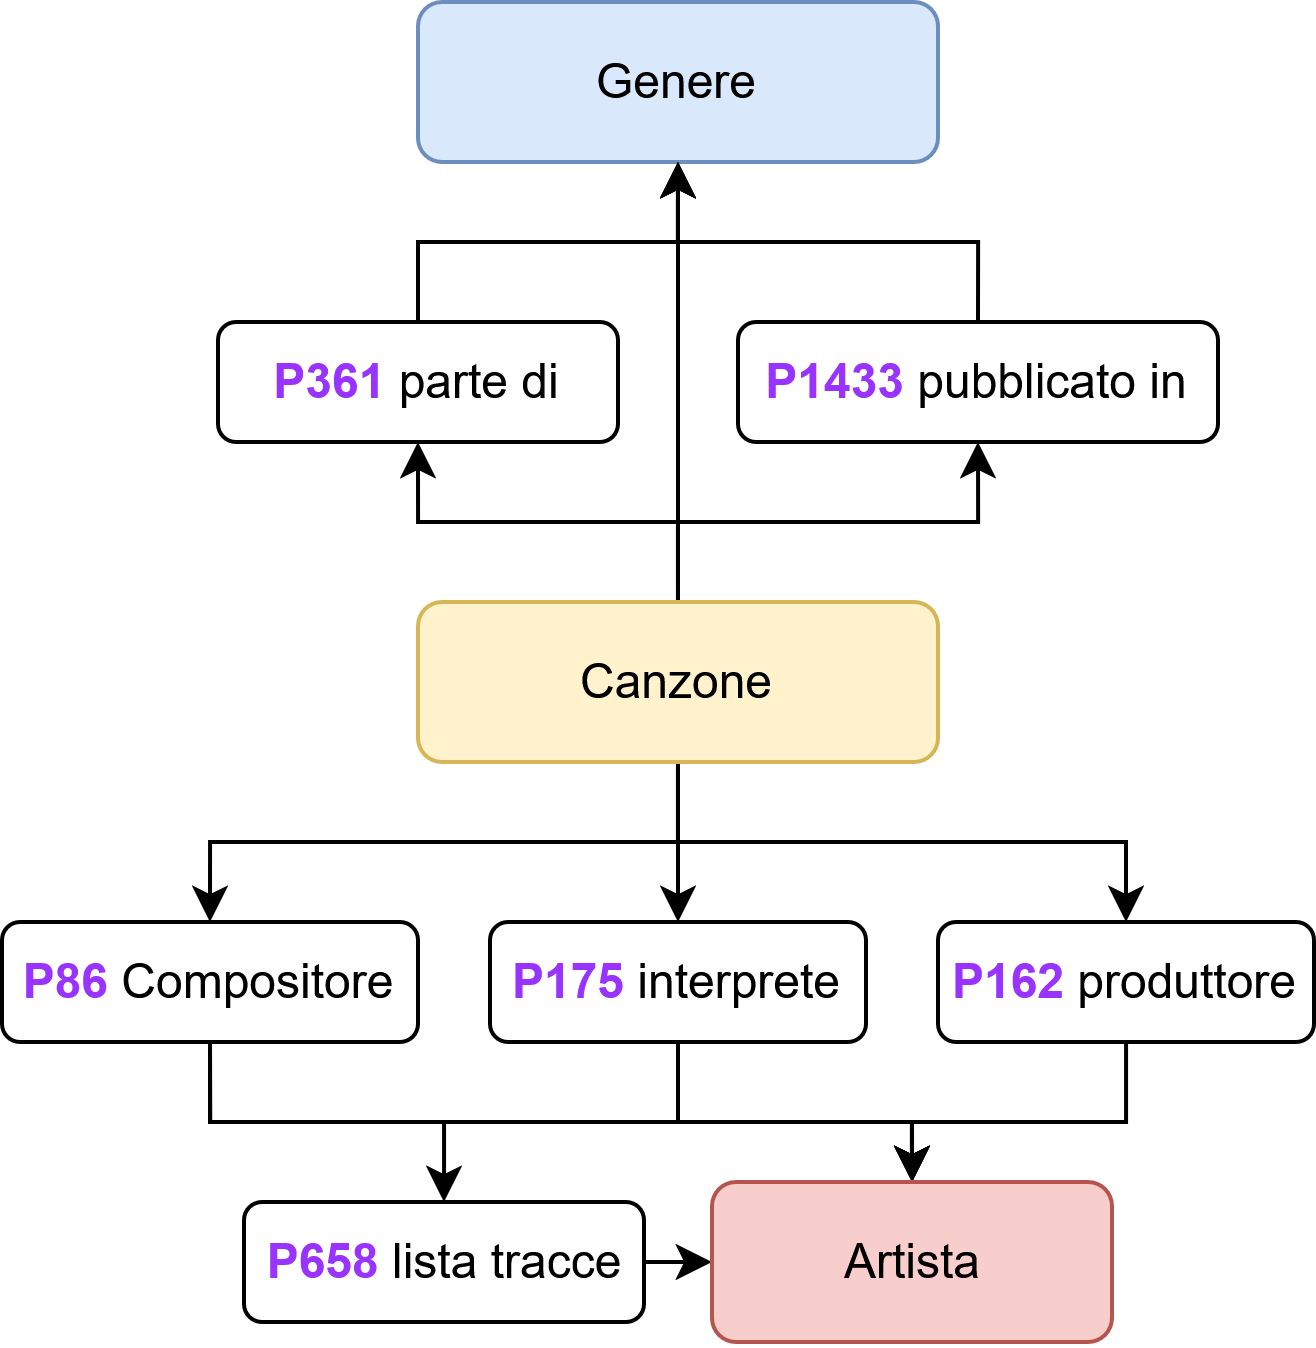 Genere
P361 parte di
P1433 pubblicato in
Canzone
P86 Compositore
P175 interprete
P162 produttore
P658 lista tracce
Artista